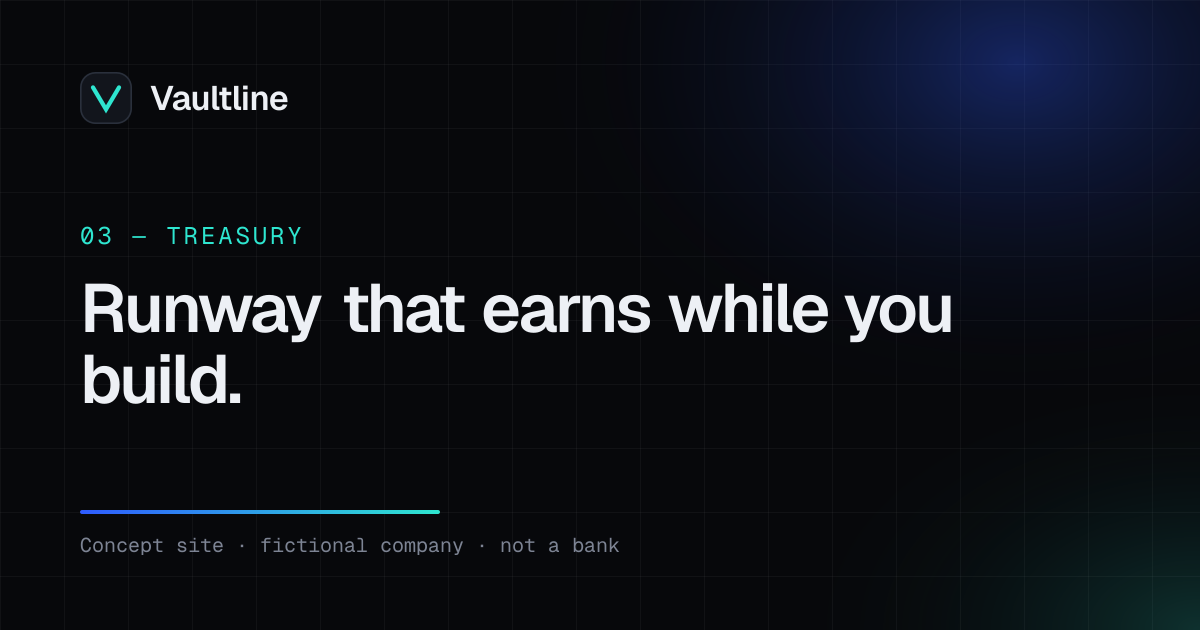 Vaultline
03 — TREASURY
Runway that earns while you
build.
Concept site · fictional company · not a bank